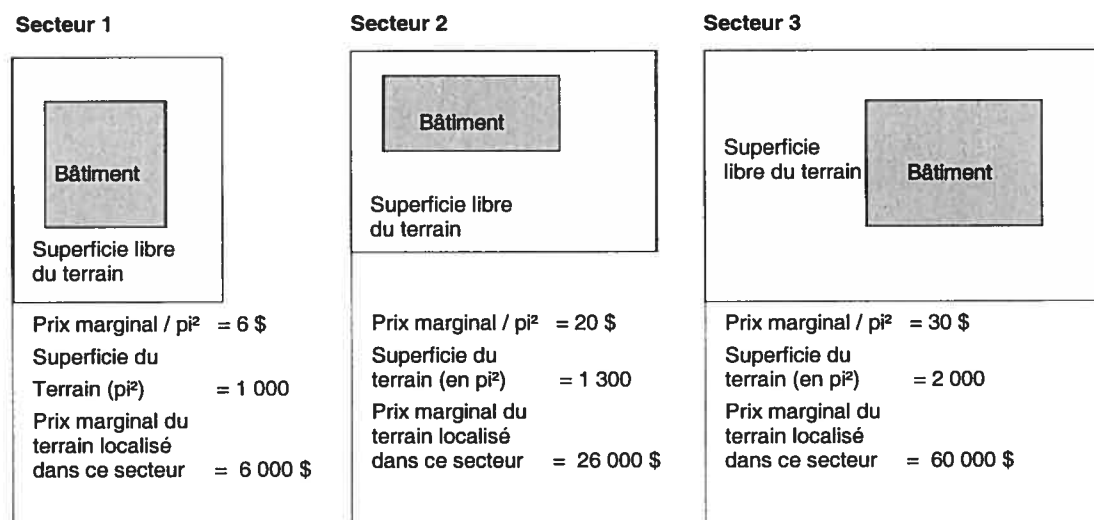 Secteur 1
Bâtiment
Superficie libre
du terrain
Prix marginal / pi² = 6 $
Superficie du
Terrain (pi²) = 1 000
Prix marginal du
terrain localisé
dans ce secteur = 6 000 $
Secteur 2
Bâtiment
Superficie libre
du terrain
Prix marginal / pi² = 20 $
Superficie du
terrain (en pi²) = 1 300
Prix marginal du
terrain localisé
dans ce secteur = 26 000 $
Secteur 3
Superficie
libre du terrain
Bâtiment
Prix marginal / pi² = 30 $
Superficie du
terrain (en pi²) = 2 000
Prix marginal du
terrain localisé
dans ce secteur = 60 000 $